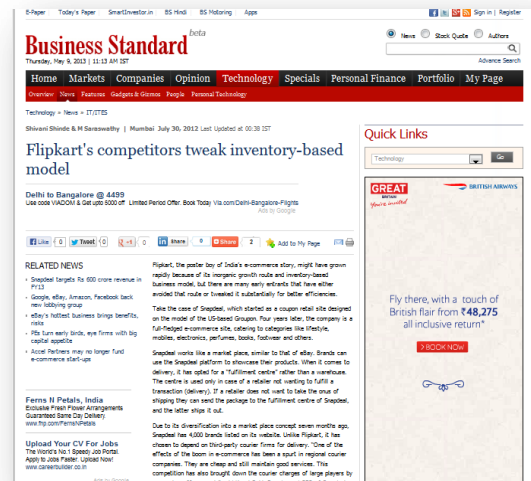 E-Paper Today's Paper SmartInvestor.in BS Hindi BS Motoring Apps Sign in | Register
Business Standard beta
Thursday, May 9, 2013 | 11:13 AM IST
News Stock Quote Authors
Advance Search
Home Markets Companies Opinion Technology Specials Personal Finance Portfolio My Page
Overview News Features Gadgets & Gizmos People Personal Technology
Technology » News » IT/ITES
Shivani Shinde & M Saraswathy | Mumbai July 30, 2012 Last Updated at 00:38 IST
Flipkart's competitors tweak inventory-based
model
Delhi to Bangalore @ 4499
Use code VIADOM & Get upto 5000 off Limited Period Offer. Book Today Via.com/Delhi-Bangalore-Flights
Ads by Google
Like 0 Tweet 0 +1 0 Share 0 Share 2 Add to My Page
RELATED NEWS
Snapdeal targets Rs 600 crore revenue in
FY13
Google, eBay, Amazon, Facebook back
new lobbying group
eBay's hottest business brings benefits,
risks
PEs turn early birds, eye firms with big
capital appetite
Accel Partners may no longer fund
e-commerce start-ups
Ferns N Petals, India
Exclusive Fresh Flower Arrangements
Guaranteed Same Day Delivery.
www.fnp.com/FernsNPetals
Upload Your CV For Jobs
The World's No.1 Speedy Job Portal.
Apply to Jobs Faster. Upload Now!
www.careerbuilder.co.in
Ads by Google
Flipkart, the poster boy of India's e-commerce story, might have grown
rapidly because of its inorganic growth route and inventory-based
business model, but there are many early entrants that have either
avoided that route or tweaked it substantially for better efficiencies.
Take the case of Snapdeal, which started as a coupon retail site designed
on the model of the US-based Groupon. Four years later, the company is a
full-fledged e-commerce site, catering to categories like lifestyle,
mobiles, electronics, perfumes, books, footwear and others.
Snapdeal works like a market place, similar to that of eBay. Brands can
use the Snapdeal platform to showcase their products. When it comes to
delivery, it has opted for a "fulfillment centre" rather than a warehouse.
The centre is used only in case of a retailer not wanting to fulfill a
transaction (delivery). If a retailer does not want to take the onus of
shipping they can send the package to the fulfillment centre of Snapdeal,
and the latter ships it out.
Due to its diversification into a market place concept seven months ago,
Snapdeal has 4,000 brands listed on its website. Unlike Flipkart, it has
chosen to depend on third-party courier firms for delivery. "One of the
effects of the boom in e-commerce has been a spurt in regional courier
companies. They are cheap and still maintain good services. This
competition has also brought down the courier charges of large players by
Quick Links
Technology Go
GREAT
BRITAIN
You're invited
BRITISH AIRWAYS
Fly there, with a touch of
British flair from ₹48,275
all inclusive return*
> BOOK NOW